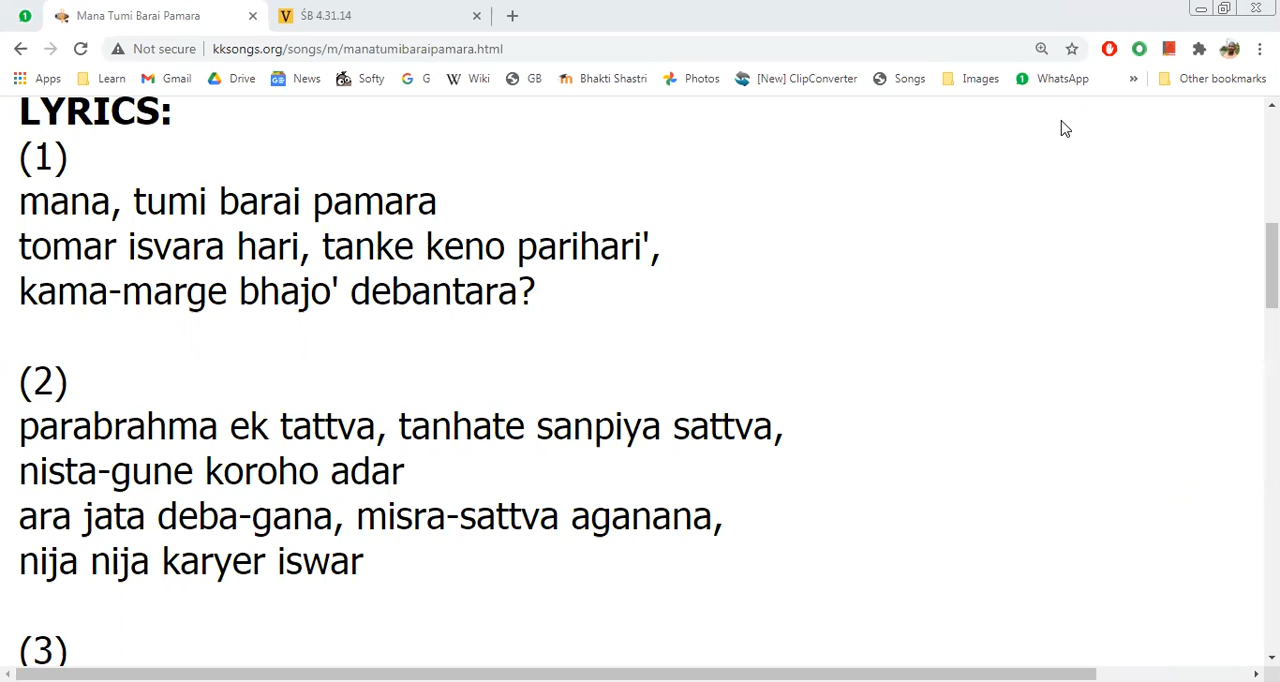 1 Mana Tumi Barai Pamara V ŚB 4.31.14
Not secure kksongs.org/songs/m/manatumibaraipamara.html
Apps Learn Gmail Drive News Softy G G W Wiki GB Bhakti Shastri Photos [New] ClipConverter Songs Images 1 WhatsApp » Other bookmarks
LYRICS:
(1)
mana, tumi barai pamara
tomar isvara hari, tanke keno parihari',
kama-marge bhajo' debantara?
(2)
parabrahma ek tattva, tanhate sanpiya sattva,
nista-gune koroho adar
ara jata deba-gana, misra-sattva aganana,
nija nija karyer iswar
(3)